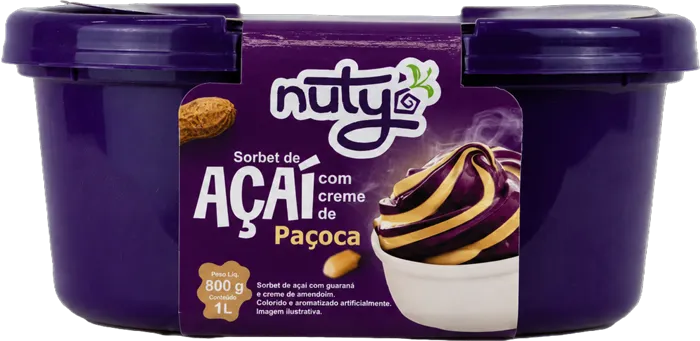 nuty
Sorbet de
AÇAÍ com
creme
de
Paçoca
Peso Líq.
800 g
Conteúdo
1L
Sorbet de açaí com guaraná
e creme de amendoim.
Colorido e aromatizado artificialmente.
Imagem ilustrativa.